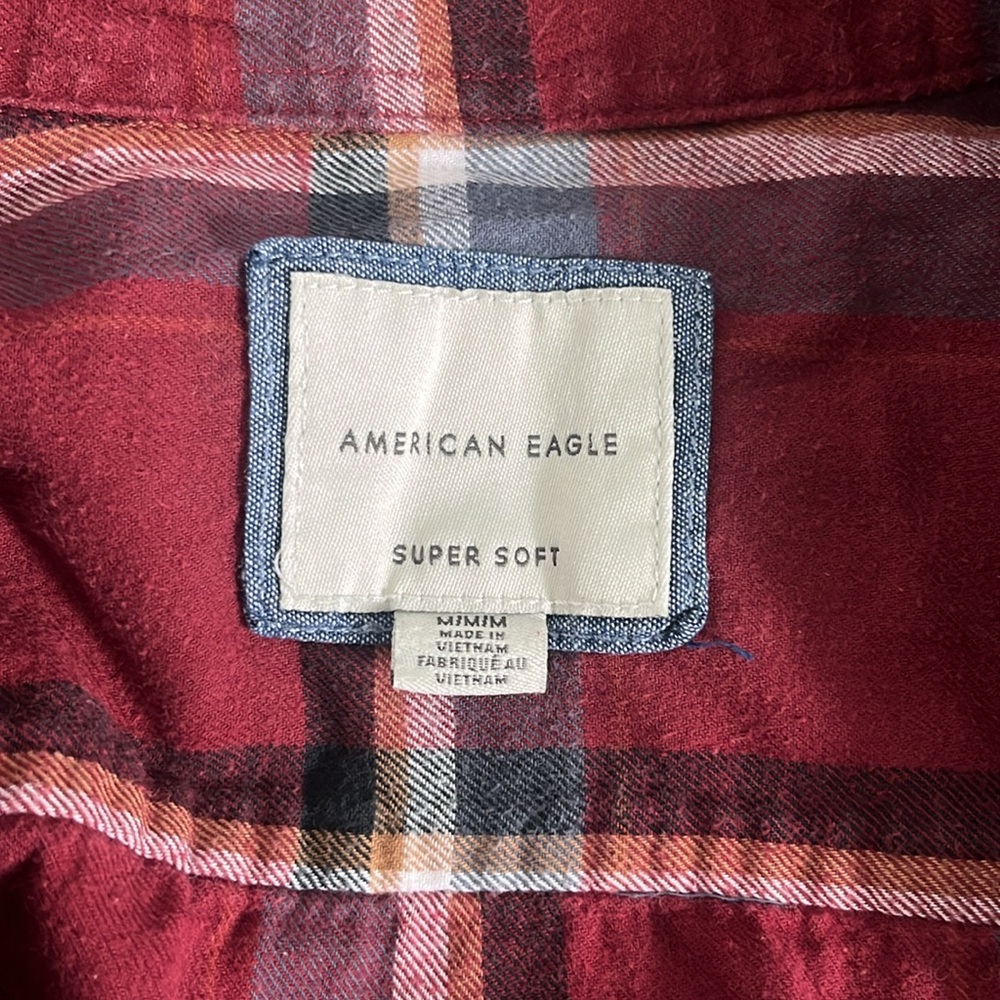 AMERICAN EAGLE
SUPER SOFT
M/M/M
MADE IN
VIETNAM
FABRIQUÉ AU
VIETNAM